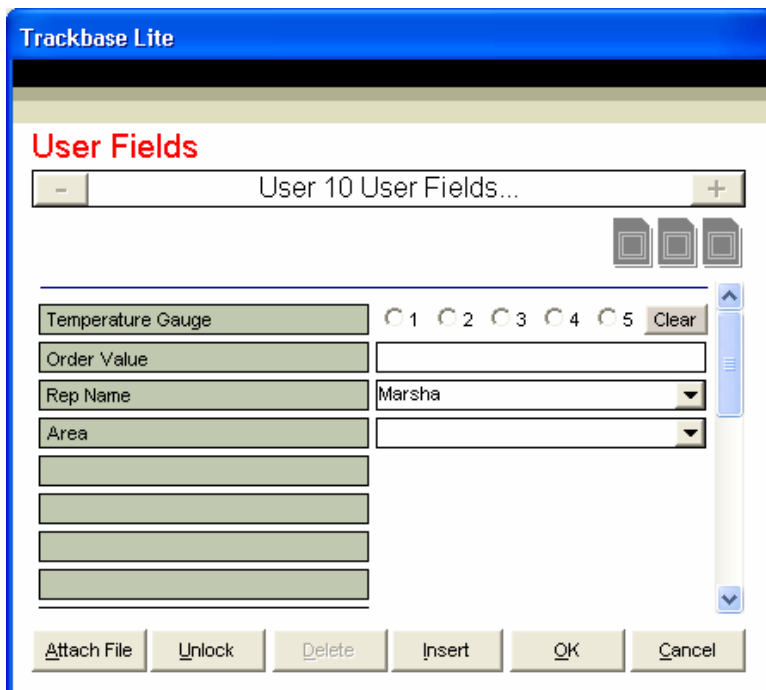 Trackbase Lite
User Fields
- User 10 User Fields... +
Temperature Gauge 1 2 3 4 5 Clear
Order Value
Rep Name Marsha
Area
Attach File Unlock Delete Insert OK Cancel